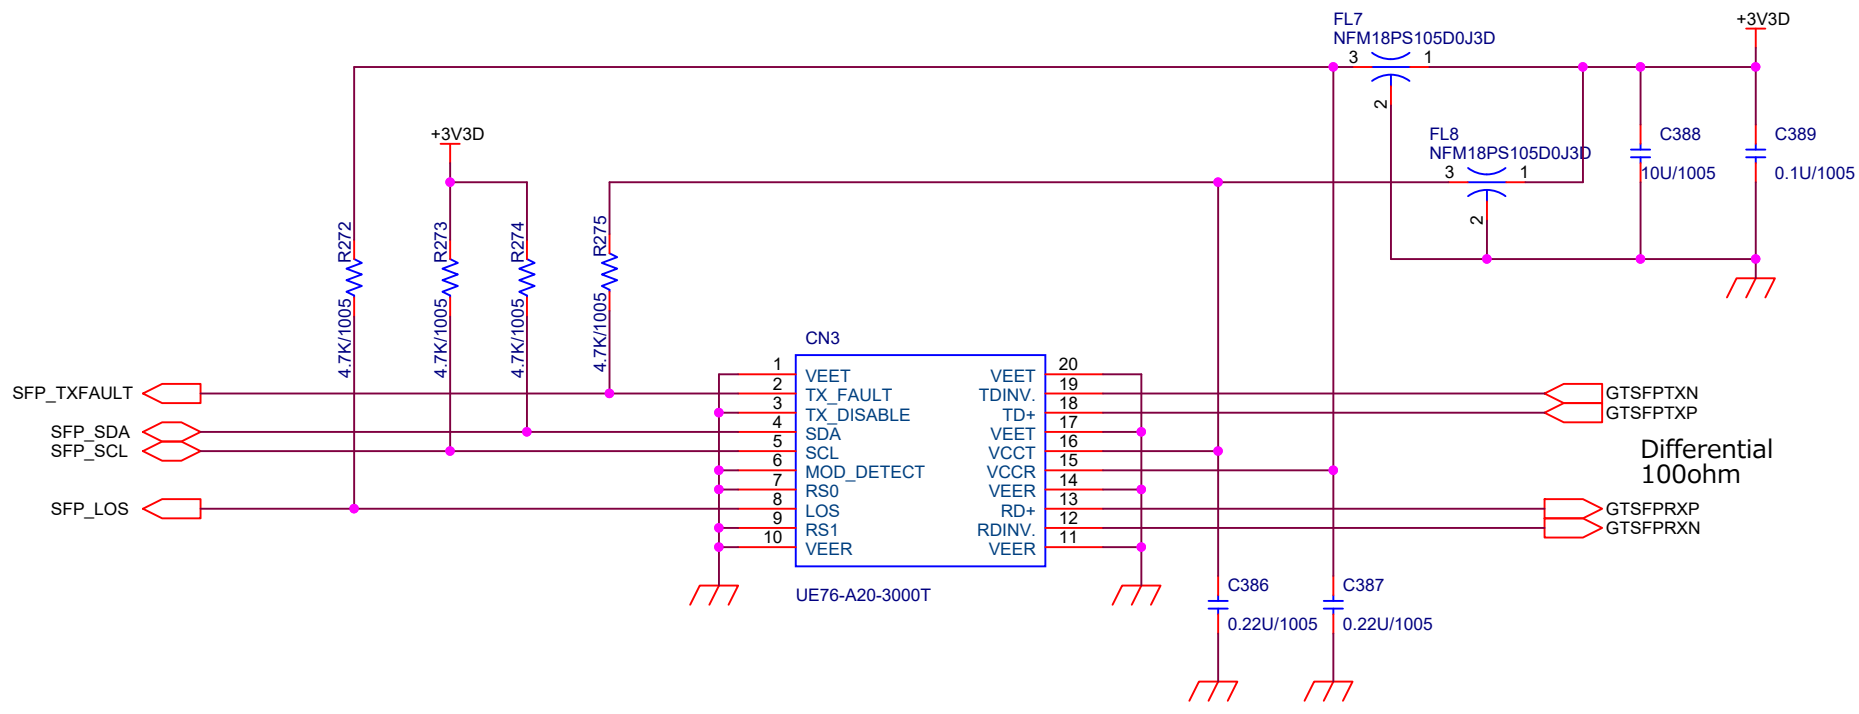 FL7
NFM18PS105D0J3D
3
1
2
+3V3D
FL8
NFM18PS105D0J3D
3
1
2
C388
10U/1005
C389
0.1U/1005
+3V3D
R272
4.7K/1005
R273
4.7K/1005
R274
4.7K/1005
R275
4.7K/1005
CN3
SFP_TXFAULT
SFP_SDA
SFP_SCL
SFP_LOS
1 VEET
2 TX_FAULT
3 TX_DISABLE
4 SDA
5 SCL
6 MOD_DETECT
7 RS0
8 LOS
9 RS1
10 VEER
VEET 20
TDINV. 19
TD+ 18
VEET 17
VCCT 16
VCCR 15
VEER 14
RD+ 13
RDINV. 12
VEER 11
UE76-A20-3000T
GTSFPTXN
GTSFPTXP
Differential
100ohm
GTSFPRXP
GTSFPRXN
C386
0.22U/1005
C387
0.22U/1005